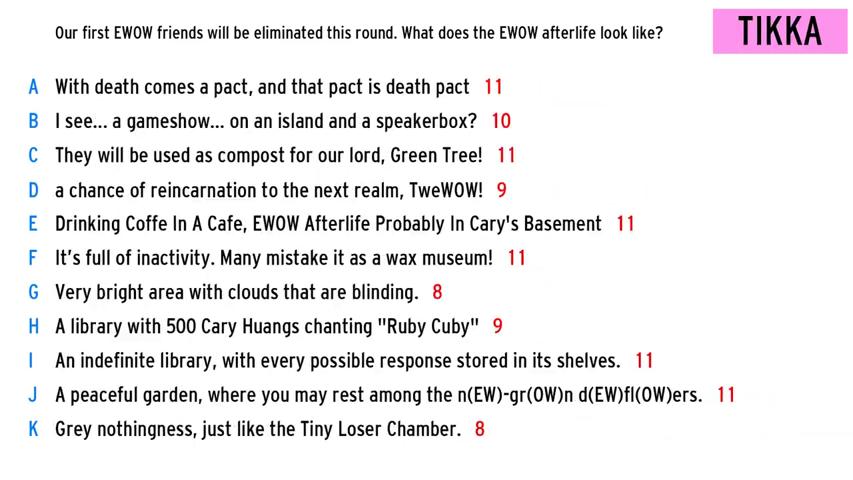 Our first EWOW friends will be eliminated this round. What does the EWOW afterlife look like?
TIKKA
A With death comes a pact, and that pact is death pact 11
B I see... a gameshow... on an island and a speakerbox? 10
C They will be used as compost for our lord, Green Tree! 11
D a chance of reincarnation to the next realm, TweWOW! 9
E Drinking Coffe In A Cafe, EWOW Afterlife Probably In Cary's Basement 11
F It's full of inactivity. Many mistake it as a wax museum! 11
G Very bright area with clouds that are blinding. 8
H A library with 500 Cary Huangs chanting "Ruby Cuby" 9
I An indefinite library, with every possible response stored in its shelves. 11
J A peaceful garden, where you may rest among the n(EW)-gr(OW)n d(EW)fl(OW)ers. 11
K Grey nothingness, just like the Tiny Loser Chamber. 8